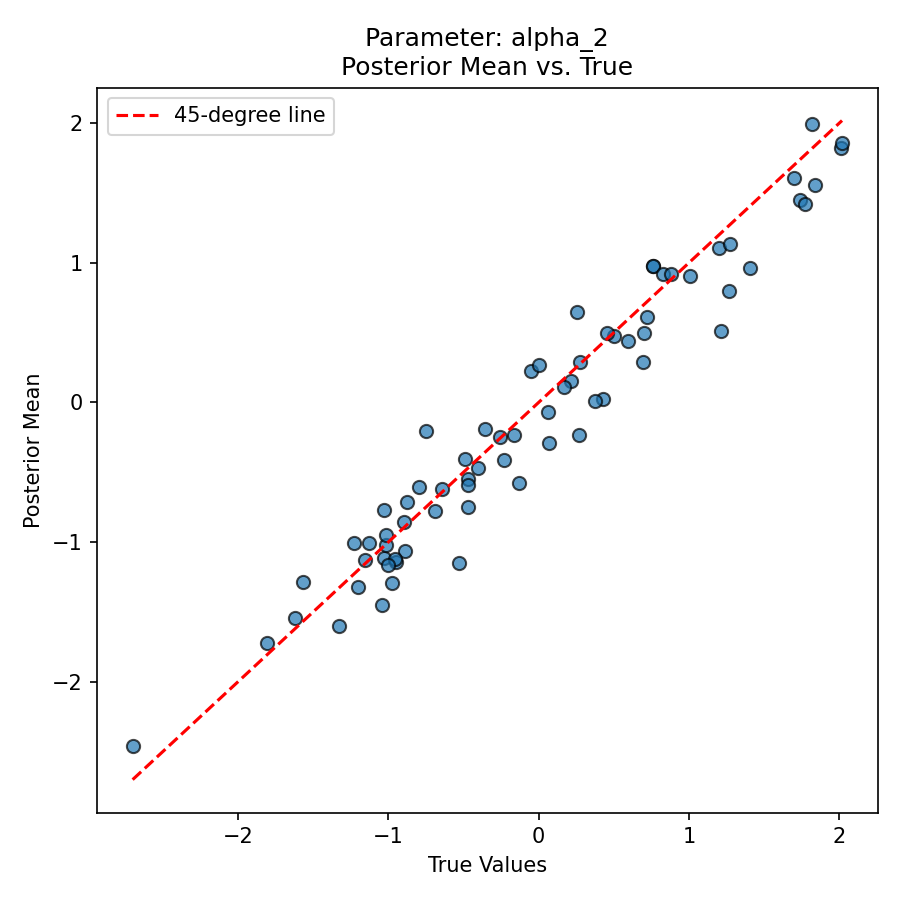 Parameter: alpha_2
Posterior Mean vs. True
45-degree line
Posterior Mean
2
1
0
−1
−2
−2
−1
0
1
2
True Values